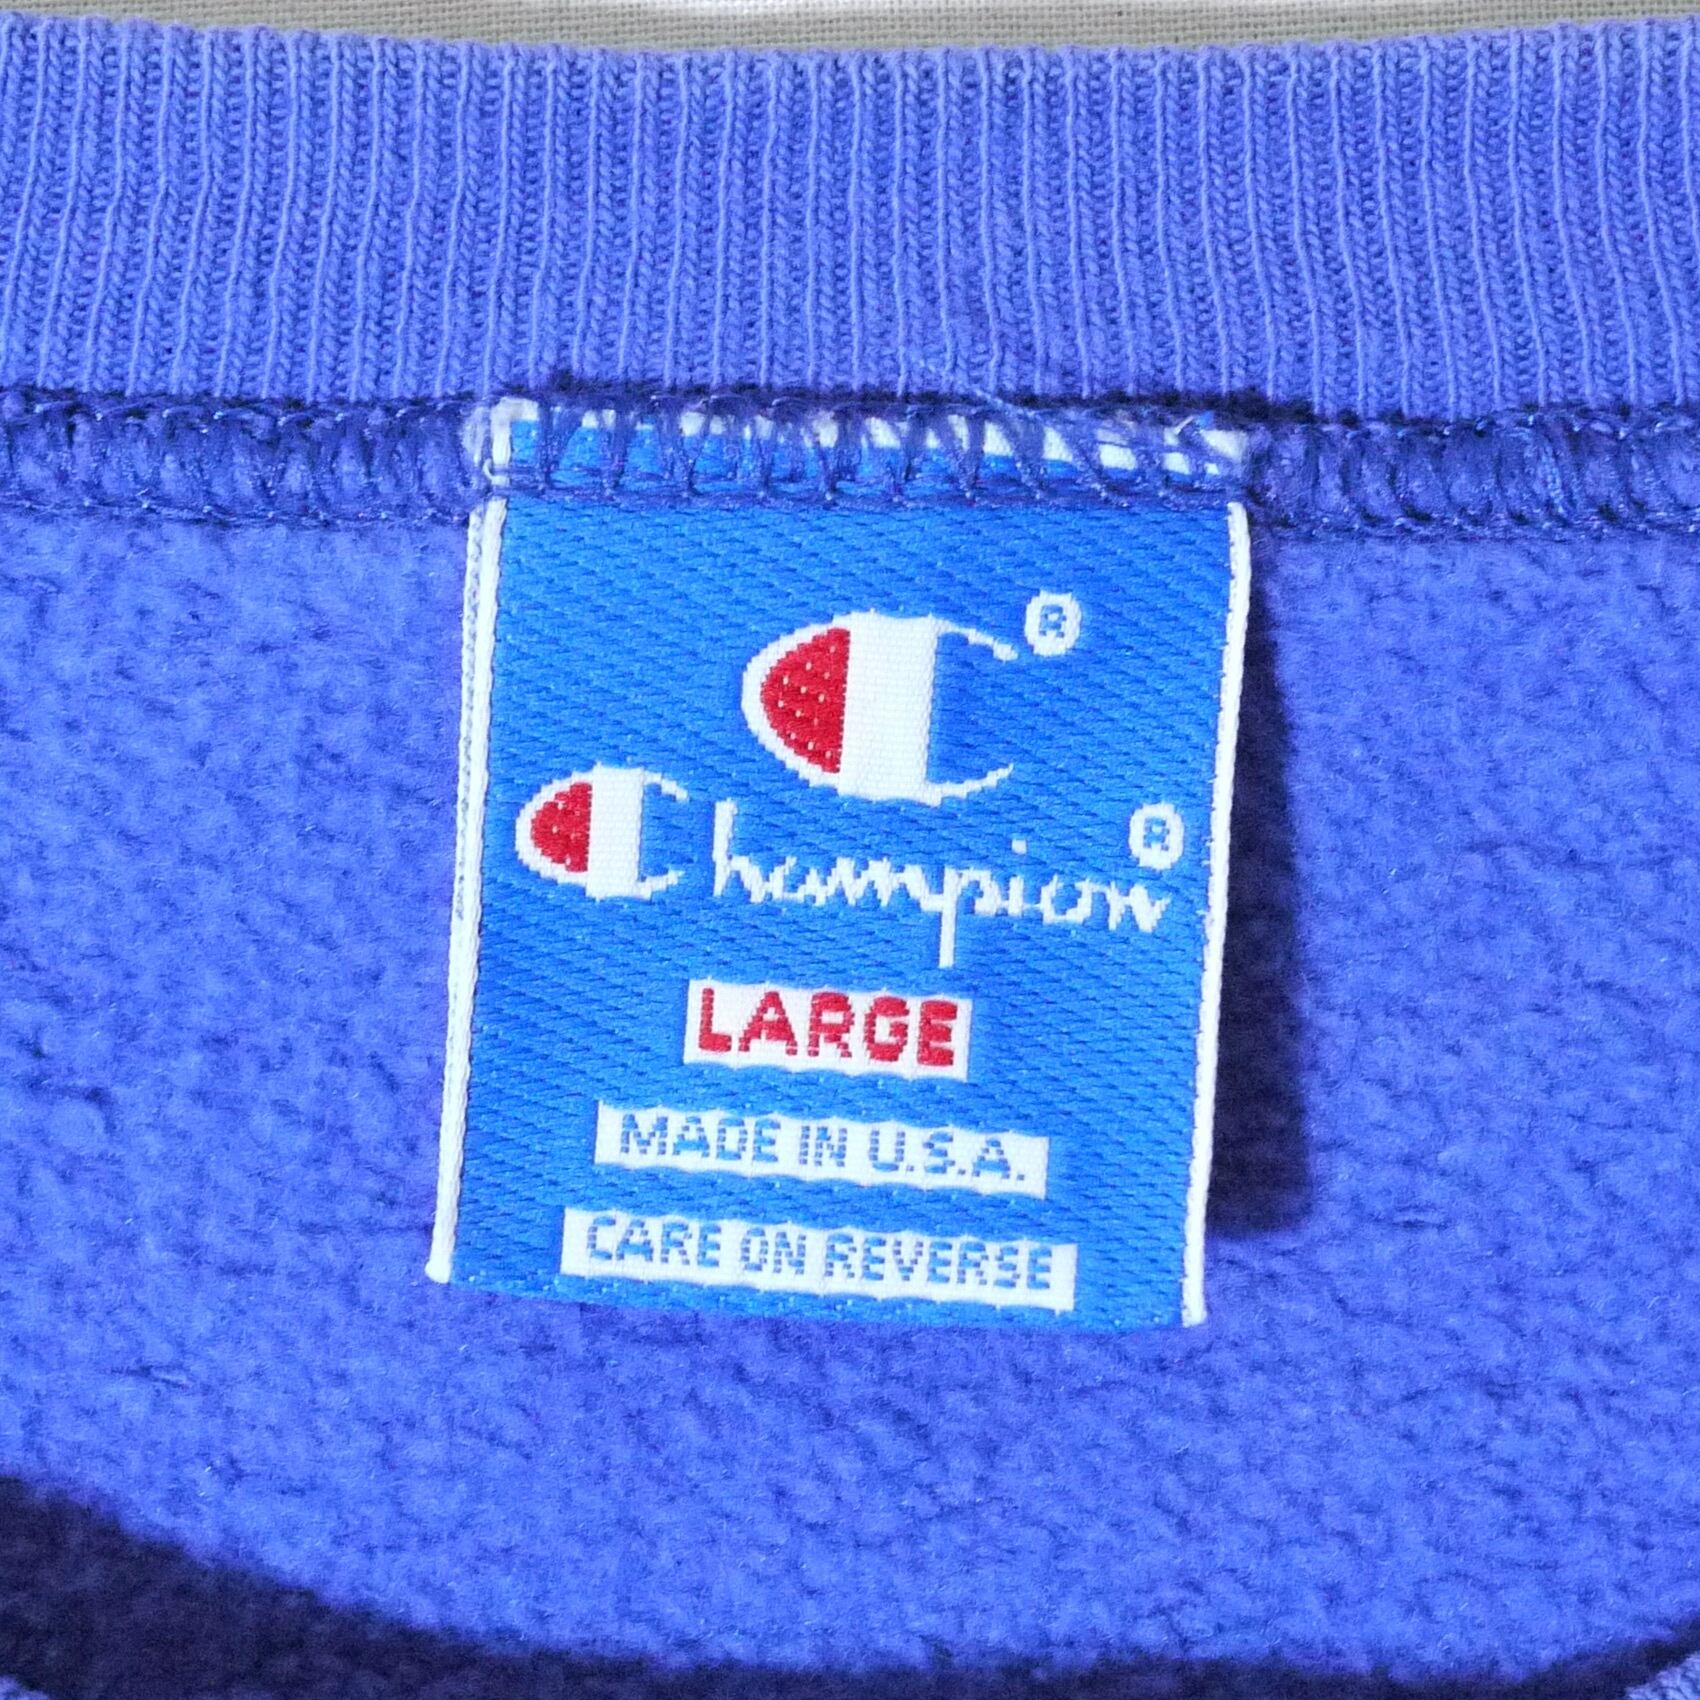 C®
Champion®
LARGE
MADE IN U.S.A.
CARE ON REVERSE